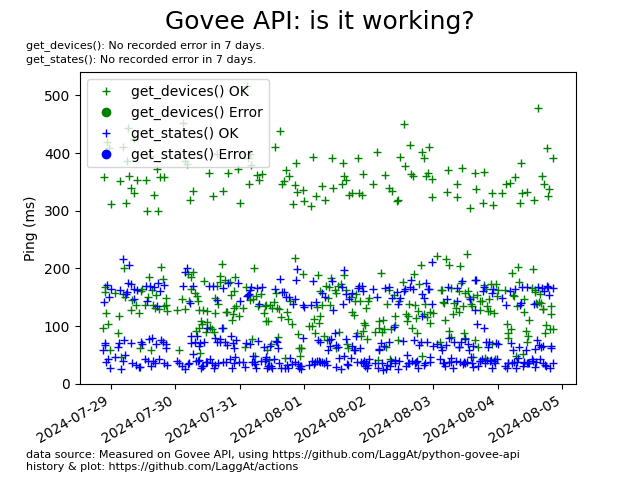 Govee API: is it working?
get_devices(): No recorded error in 7 days.
get_states(): No recorded error in 7 days.
get_devices() OK
get_devices() Error
get_states() OK
get_states() Error
Ping (ms)
500
400
300
200
100
0
2024-07-29
2024-07-30
2024-07-31
2024-08-01
2024-08-02
2024-08-03
2024-08-04
2024-08-05
data source: Measured on Govee API, using https://github.com/LaggAt/python-govee-api
history & plot: https://github.com/LaggAt/actions